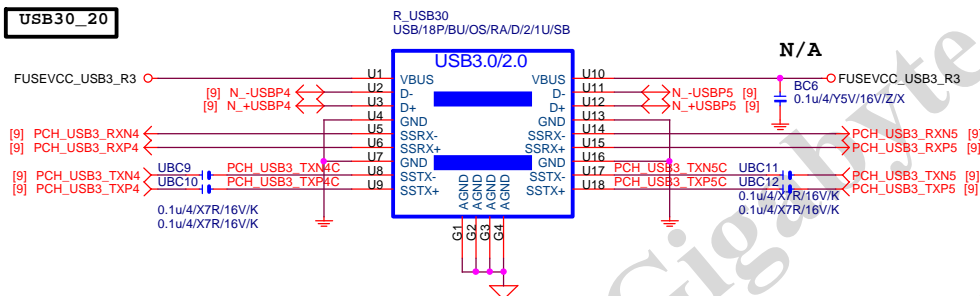 USB30_20
R_USB30
USB/18P/BU/OS/RA/D/2/1U/SB
USB3.0/2.0
N/A
FUSEVCC_USB3_R3 U1 VBUS VBUS U10 FUSEVCC_USB3_R3
[9] N_-USBP4 U2 D- D- U11 N_-USBP5 [9]
[9] N_+USBP4 U3 D+ D+ U12 N_+USBP5 [9]
BC6
0.1u/4/Y5V/16V/Z/X
U4 GND GND U13
[9] PCH_USB3_RXN4 U5 SSRX- SSRX- U14 PCH_USB3_RXN5 [9]
[9] PCH_USB3_RXP4 U6 SSRX+ SSRX+ U15 PCH_USB3_RXP5 [9]
U7 GND GND U16
[9] PCH_USB3_TXN4 UBC9 PCH_USB3_TXN4C U8 SSTX- SSTX- U17 PCH_USB3_TXN5C UBC11 PCH_USB3_TXN5 [9]
[9] PCH_USB3_TXP4 UBC10 PCH_USB3_TXP4C U9 SSTX+ SSTX+ U18 PCH_USB3_TXP5C UBC12 PCH_USB3_TXP5 [9]
0.1u/4/X7R/16V/K 0.1u/4/X7R/16V/K
0.1u/4/X7R/16V/K 0.1u/4/X7R/16V/K
AGND AGND AGND AGND
G1 G2 G3 G4
Gigabyte